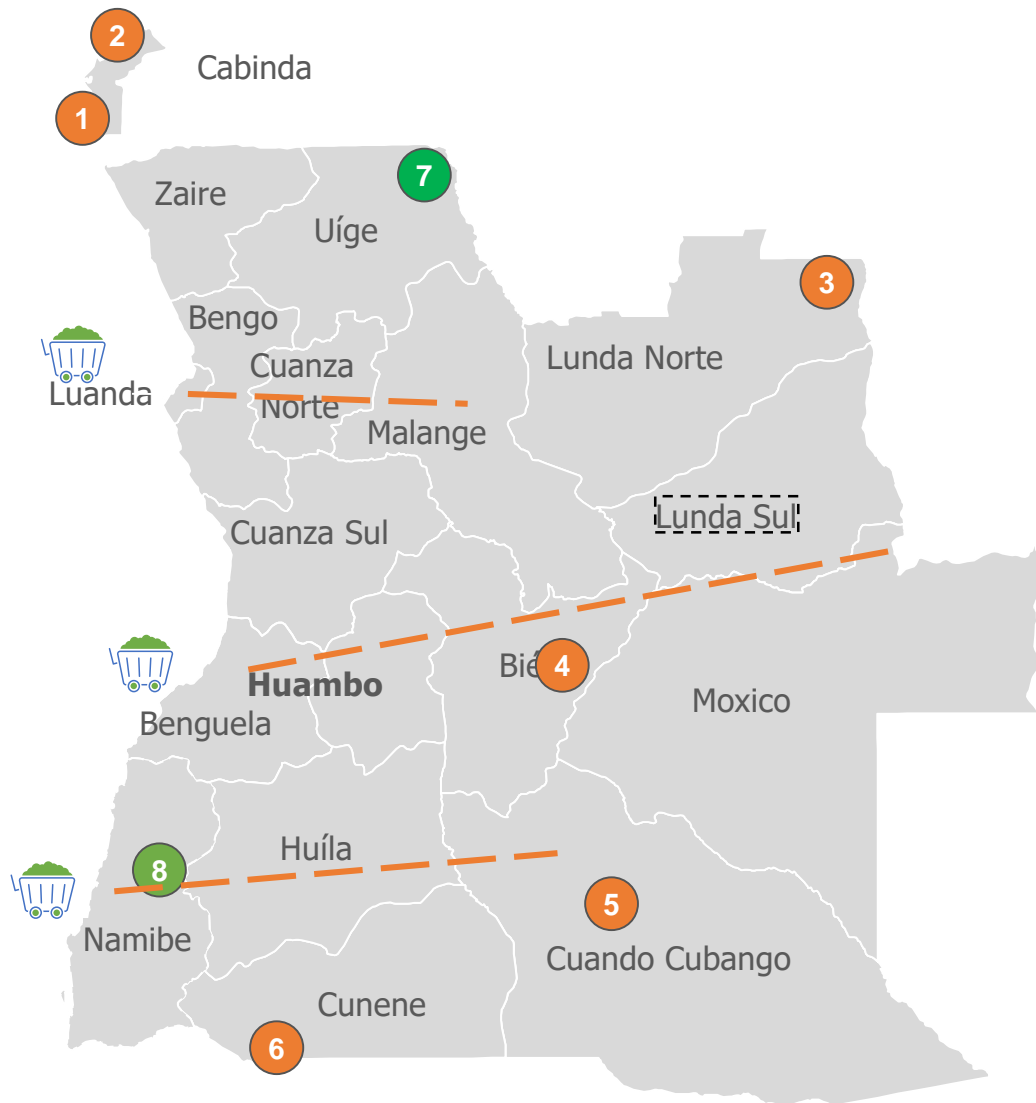 2
Cabinda
1
7
Zaire
Uíge
3
Bengo
Lunda Norte
Cuanza
Norte
Luanda
Malange
Lunda Sul
Cuanza Sul
4
Huambo
Moxico
Benguela
Huíla
8
5
Namibe
Cuando Cubango
Cunene
6